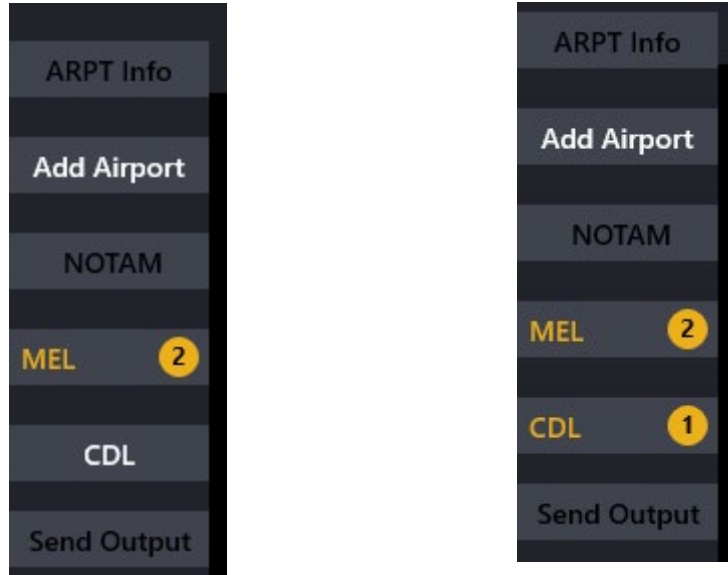 ARPT Info
Add Airport
NOTAM
MEL 2
CDL
Send Output
ARPT Info
Add Airport
NOTAM
MEL 2
CDL 1
Send Output